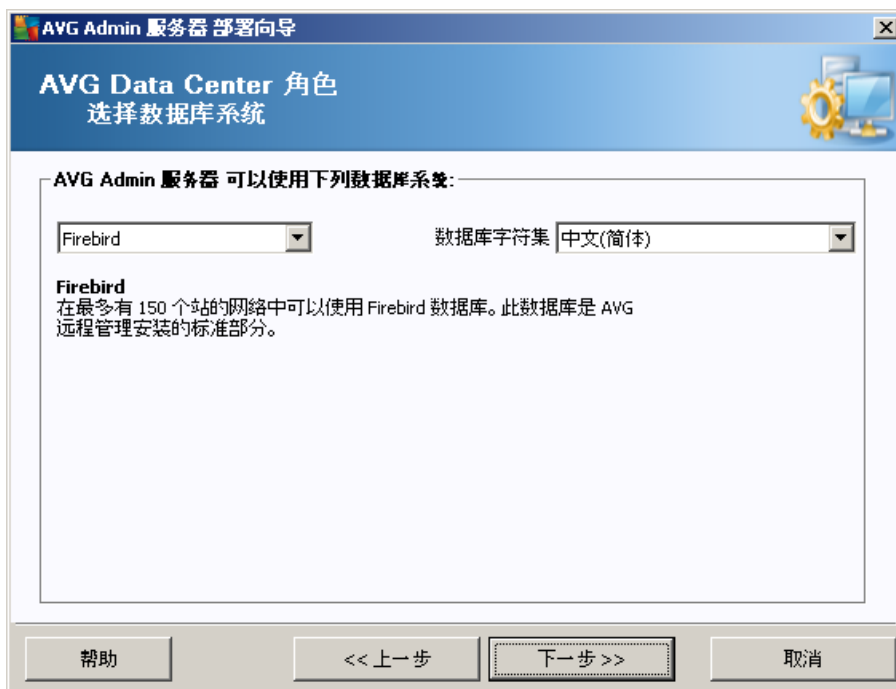 AVG Admin 服务器 部署向导
AVG Data Center 角色
选择数据库系统
AVG Admin 服务器 可以使用下列数据库系统:
Firebird
数据库字符集 中文(简体)
Firebird
在最多有 150 个站的网络中可以使用 Firebird 数据库。此数据库是 AVG
远程管理安装的标准部分。
帮助
<< 上一步
下一步 >>
取消